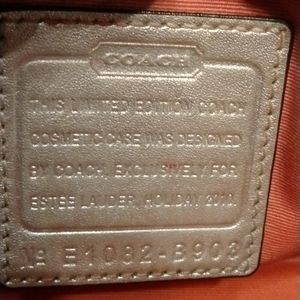 COACH
THIS LIMITED EDITION COACH
COSMETIC CASE WAS DESIGNED
BY COACH, EXCLUSIVELY FOR
ESTEE LAUDER, HOLIDAY 2010.
Nº E1082-B903